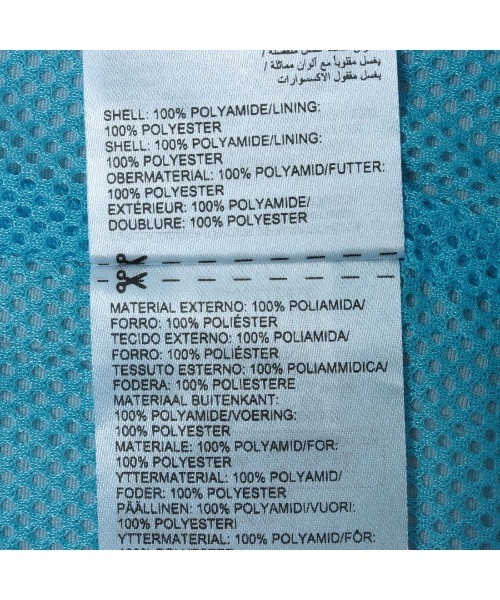 يغسل مقلوباً مع ألوان مماثلة /
يغسل مقفول الاكسسوارات
SHELL: 100% POLYAMIDE/LINING:
100% POLYESTER
SHELL: 100% POLYAMIDE/LINING:
100% POLYESTER
OBERMATERIAL: 100% POLYAMID/FUTTER:
100% POLYESTER
EXTÉRIEUR: 100% POLYAMIDE/
DOUBLURE: 100% POLYESTER
MATERIAL EXTERNO: 100% POLIAMIDA/
FORRO: 100% POLIÉSTER
TECIDO EXTERNO: 100% POLIAMIDA/
FORRO: 100% POLIÉSTER
TESSUTO ESTERNO: 100% POLIAMMIDICA/
FODERA: 100% POLIESTERE
MATERIAAL BUITENKANT:
100% POLYAMIDE/VOERING:
100% POLYESTER
MATERIALE: 100% POLYAMID/FOR:
100% POLYESTER
YTTERMATERIAL: 100% POLYAMID/
FODER: 100% POLYESTER
PÄÄLLINEN: 100% POLYAMIDI/VUORI:
100% POLYESTERI
YTTERMATERIAL: 100% POLYAMID/FÔR:
100% POLYESTER